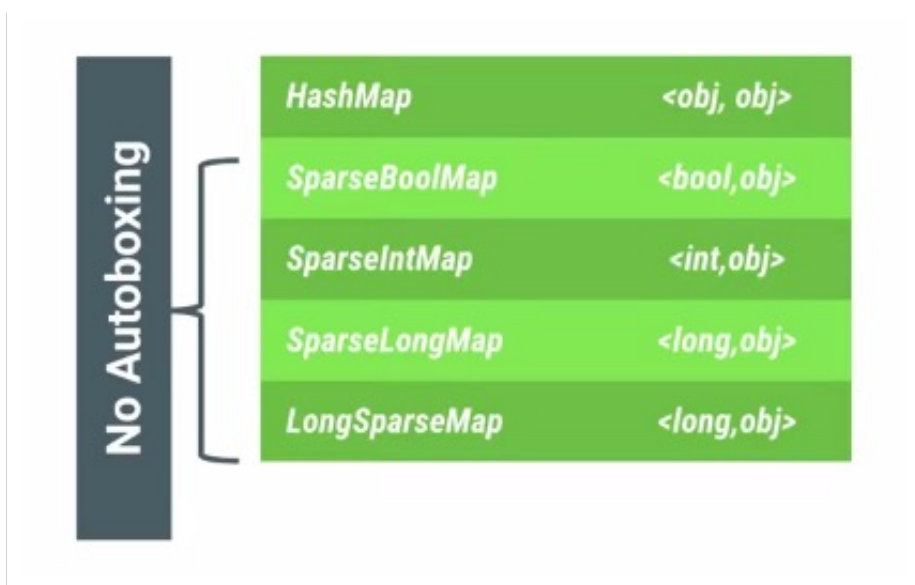 No Autoboxing
HashMap <obj, obj>
SparseBoolMap <bool,obj>
SparseIntMap <int,obj>
SparseLongMap <long,obj>
LongSparseMap <long,obj>